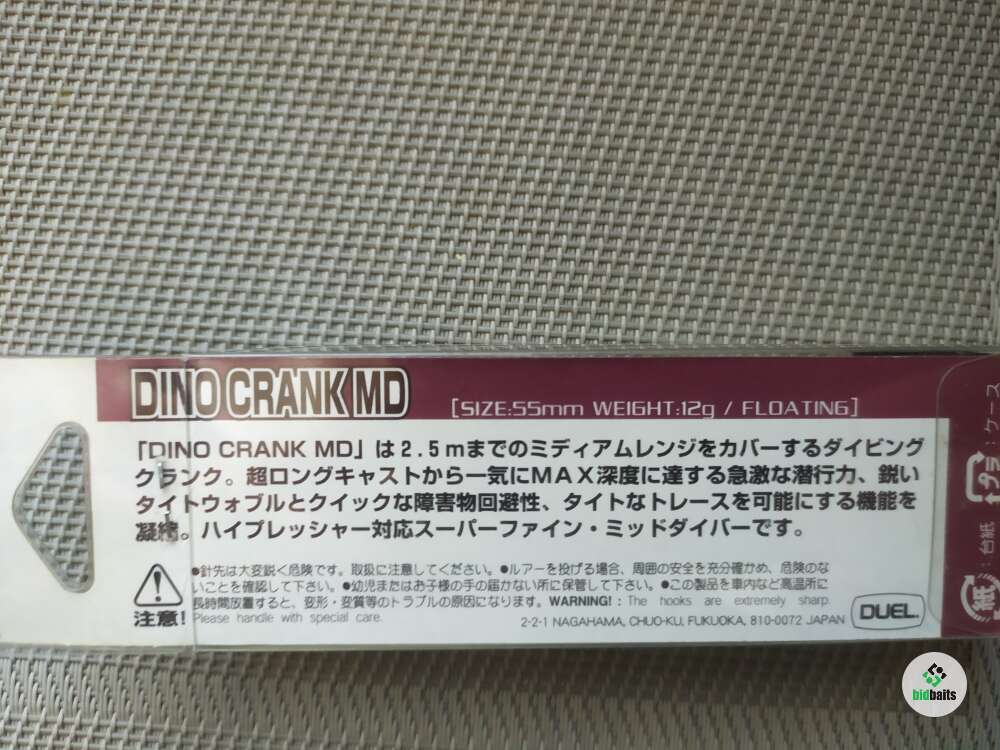 DINO CRANK MD
[SIZE:55mm WEIGHT:12g / FLOATING]
「DINO CRANK MD」は2.5mまでのミディアムレンジをカバーするダイビング
クランク。超ロングキャストから一気にMAX深度に達する急激な潜行力、鋭い
タイトウォブルとクイックな障害物回避性、タイトなトレースを可能にする機能を
凝縮。ハイプレッシャー対応スーパーファイン・ミッドダイバーです。
●針先は大変鋭く危険です。取扱に注意してください。●ルアーを投げる場合、周囲の安全を充分確かめ、危険のな
いことを確認して下さい。●幼児またはお子様の手の届かない所に保管して下さい。●この製品を車内など高温所に
長時間放置すると、変形・変質等のトラブルの原因になります。WARNING! : The hooks are extremely sharp.
注意!
Please handle with special care.
2-2-1 NAGAHAMA, CHUO-KU, FUKUOKA, 810-0072 JAPAN
DUEL.
プラ
:ケース
紙
:台紙
bidbaits